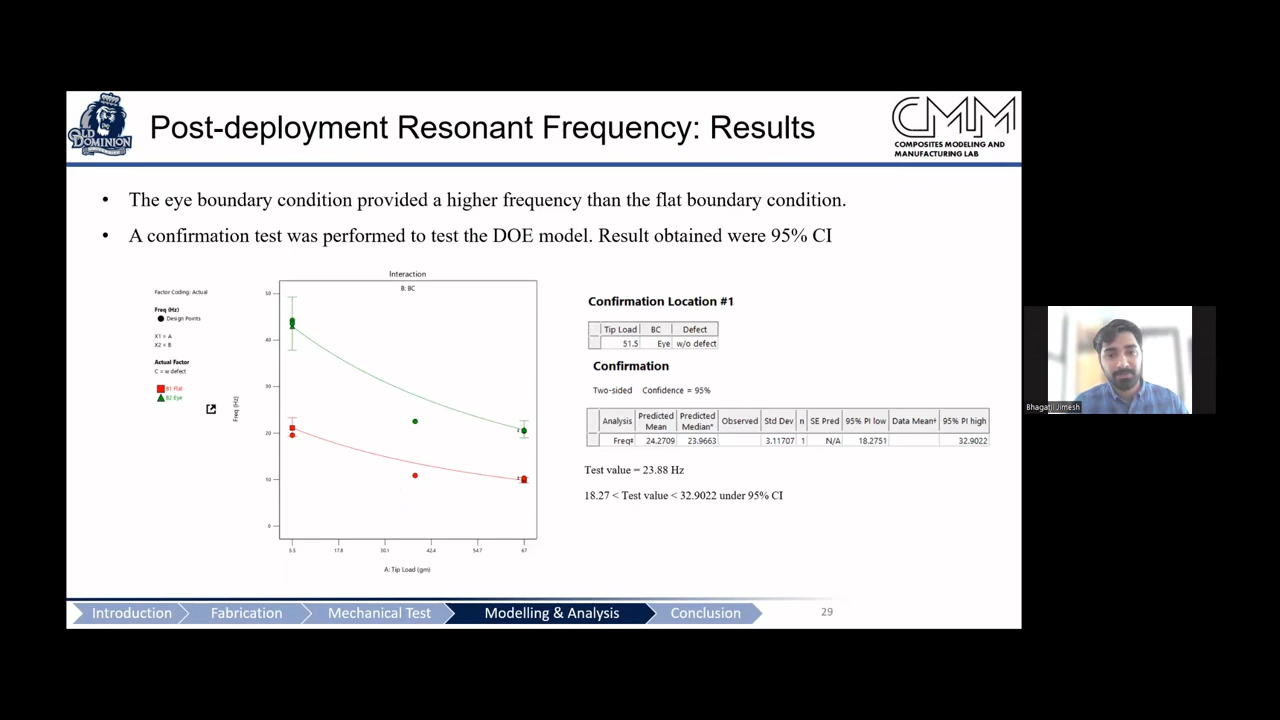 OLD DOMINION
Post-deployment Resonant Frequency: Results
CMM
COMPOSITES MODELING AND
MANUFACTURING LAB
• The eye boundary condition provided a higher frequency than the flat boundary condition.
• A confirmation test was performed to test the DOE model. Result obtained were 95% CI
Factor Coding: Actual
Freq (Hz)
Design Points
X1 = A
X2 = B
Actual Factor
C = w defect
B1 Flat
B2 Eye
Interaction
B: BC
Freq (Hz)
50
40
30
20
10
0
2
2
5.5 17.8 30.1 42.4 54.7 67
A: Tip Load (gm)
Confirmation Location #1
Tip Load BC Defect
51.5 Eye w/o defect
Confirmation
Two-sided Confidence = 95%
Analysis Predicted Mean Predicted Median* Observed Std Dev n SE Pred 95% PI low Data Mean‡ 95% PI high
Freq‡ 24.2709 23.9663 3.11707 1 N/A 18.2751 32.9022
Test value = 23.88 Hz
18.27 < Test value < 32.9022 under 95% CI
Introduction Fabrication Mechanical Test Modelling & Analysis Conclusion 29
Bhagatji Jimesh